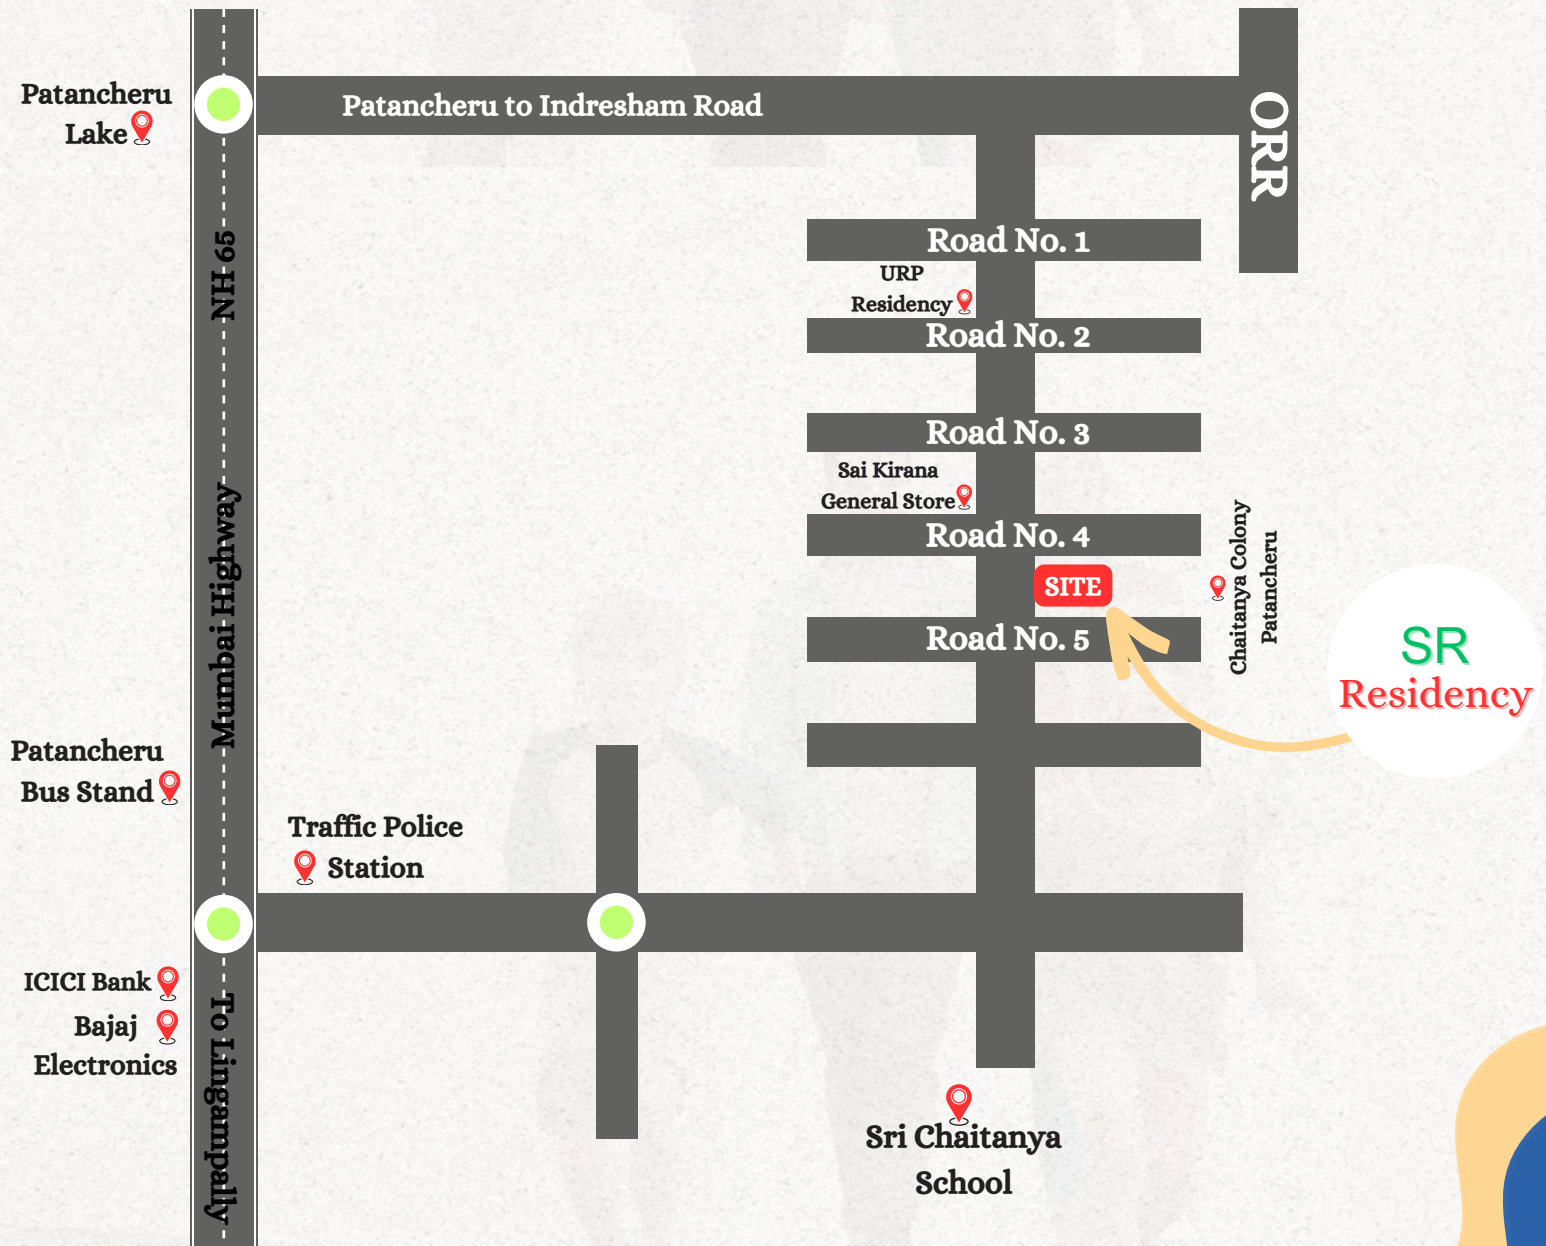 Patancheru
Lake
Patancheru to Indresham Road
ORR
NH 65
Road No. 1
URP
Residency
Road No. 2
Road No. 3
Sai Kirana
General Store
Road No. 4
Mumbai Highway
SITE
Chaitanya Colony
Patancheru
Road No. 5
SR
Residency
Patancheru
Bus Stand
Traffic Police
Station
ICICI Bank
Bajaj
Electronics
To Lingampally
Sri Chaitanya
School